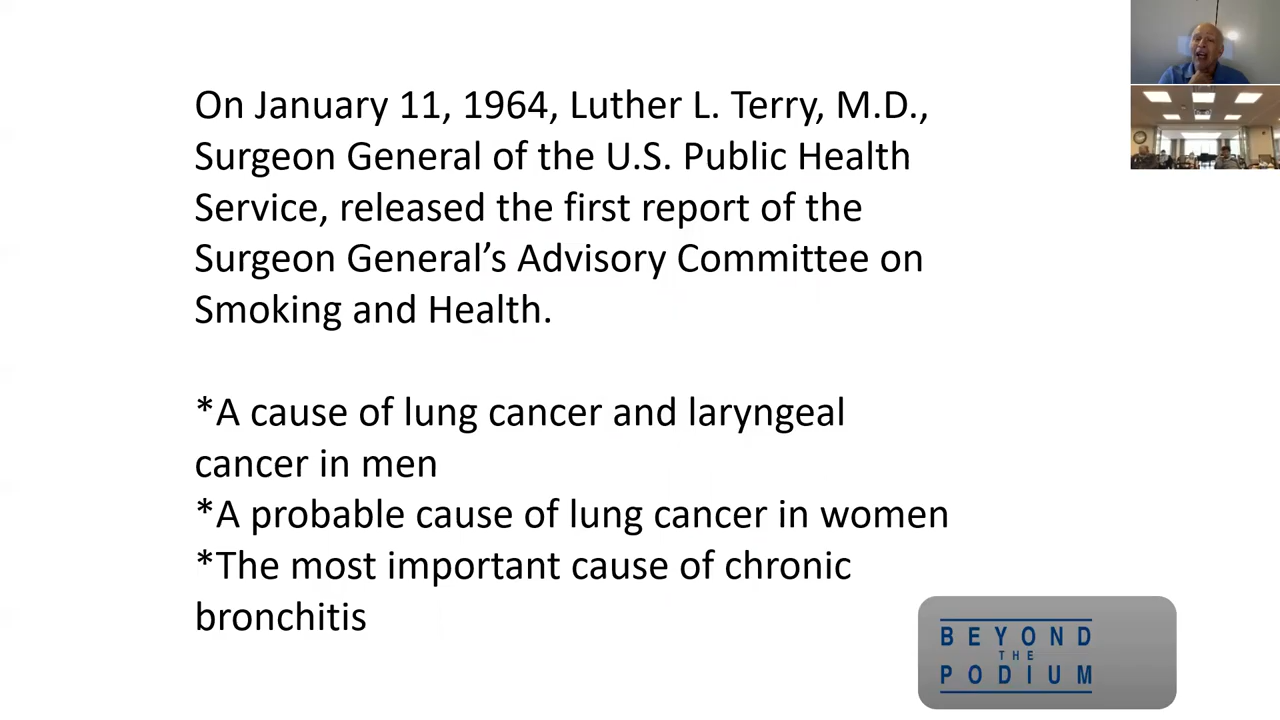 On January 11, 1964, Luther L. Terry, M.D.,
Surgeon General of the U.S. Public Health
Service, released the first report of the
Surgeon General’s Advisory Committee on
Smoking and Health.
*A cause of lung cancer and laryngeal
cancer in men
*A probable cause of lung cancer in women
*The most important cause of chronic
bronchitis
BEYOND
THE
PODIUM